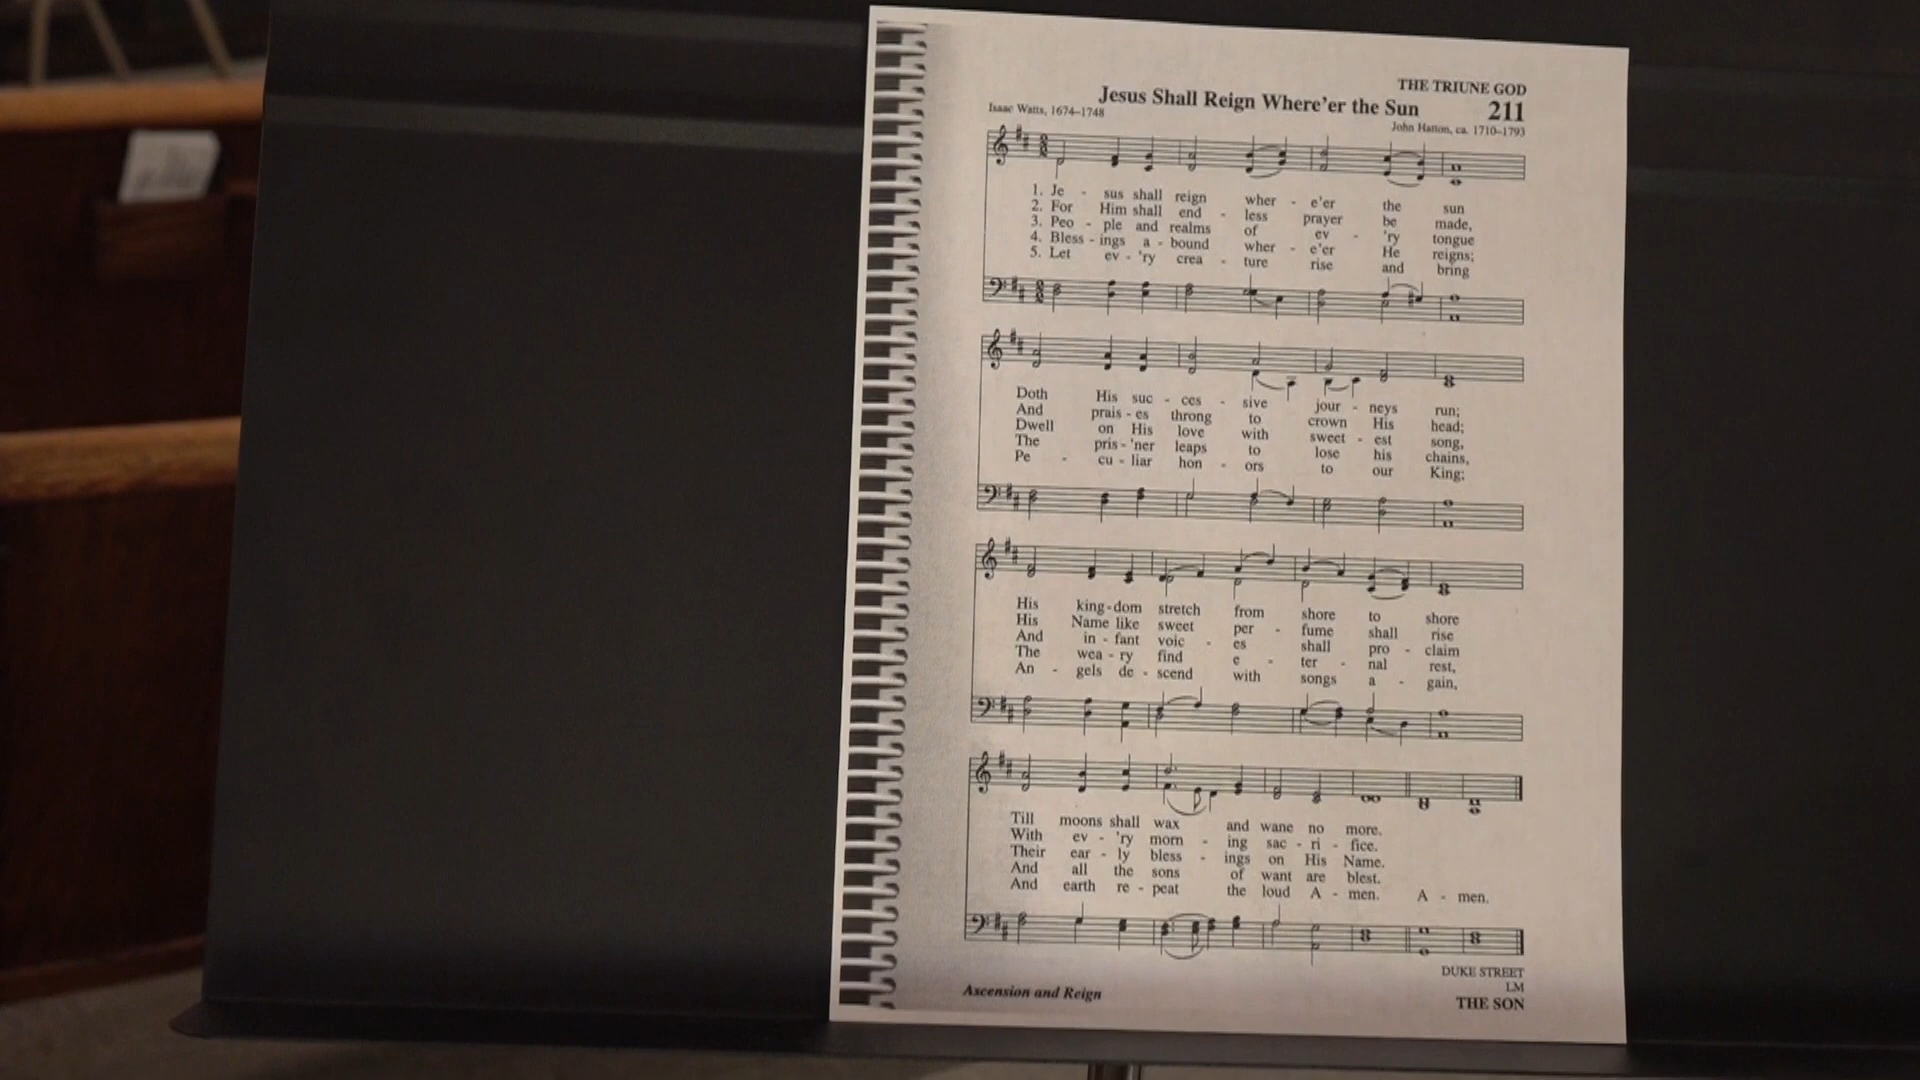 THE TRIUNE GOD
Jesus Shall Reign Where'er the Sun 211
Isaac Watts, 1674–1748
John Hatton, ca. 1710–1793
1. Je - sus shall reign wher - e'er the sun
2. For Him shall end - less prayer be made,
3. Peo - ple and realms of ev - 'ry tongue
4. Bless - ings a - bound wher - e'er He reigns;
5. Let ev - 'ry crea - ture rise and bring
Doth His suc - ces - sive jour - neys run;
And prais - es throng to crown His head;
Dwell on His love with sweet - est song,
The pris - 'ner leaps to lose his chains,
Pe - cu - liar hon - ors to our King;
His king - dom stretch from shore to shore
His Name like sweet per - fume shall rise
And in - fant voic - es shall pro - claim
The wea - ry find e - ter - nal rest,
An - gels de - scend with songs a - gain,
Till moons shall wax and wane no more.
With ev - 'ry morn - ing sac - ri - fice.
Their ear - ly bless - ings on His Name.
And all the sons of want are blest.
And earth re - peat the loud A - men. A - men.
DUKE STREET
LM
Ascension and Reign
THE SON